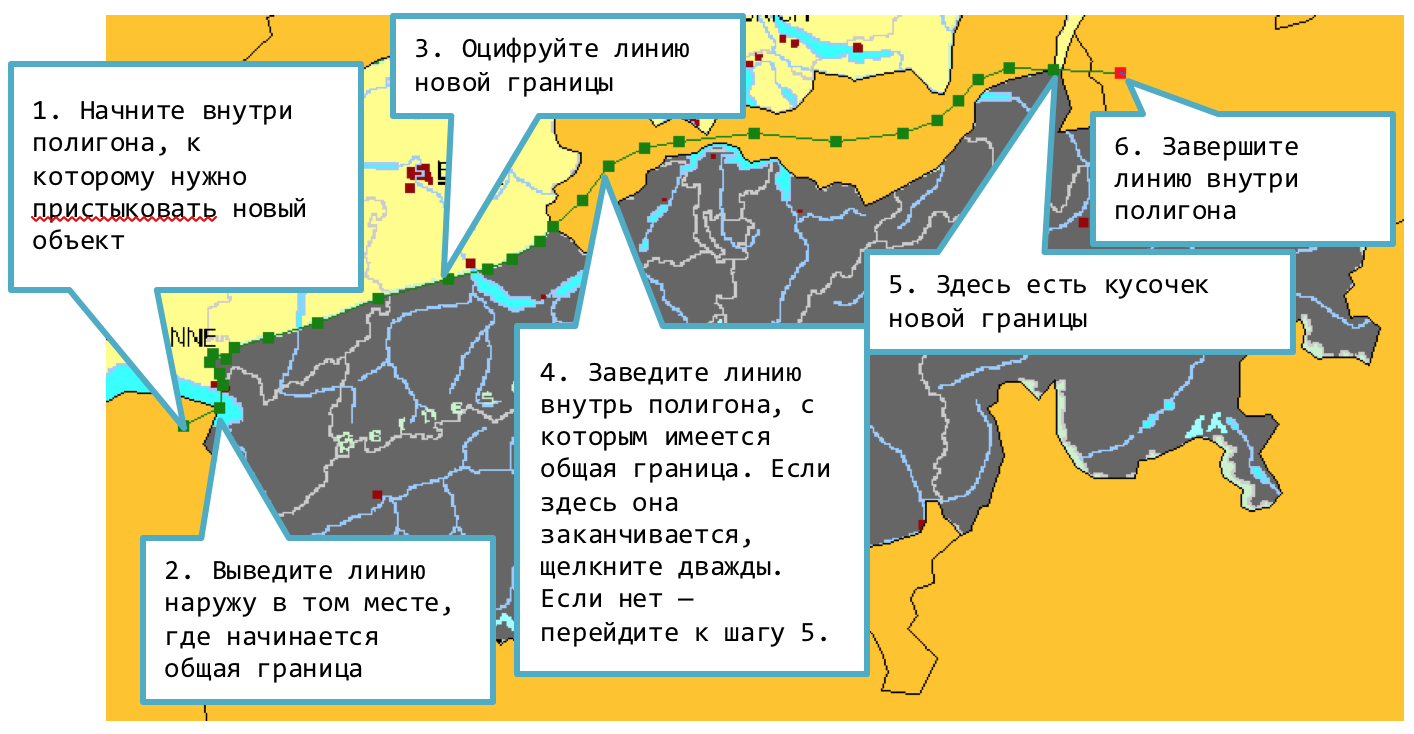 1. Начните внутри
полигона, к
которому нужно
пристыковать новый
объект
2. Выведите линию
наружу в том месте,
где начинается
общая граница
3. Оцифруйте линию
новой границы
4. Заведите линию
внутрь полигона, с
которым имеется
общая граница. Если
здесь она
заканчивается,
щелкните дважды.
Если нет —
перейдите к шагу 5.
5. Здесь есть кусочек
новой границы
6. Завершите
линию внутри
полигона
NNE